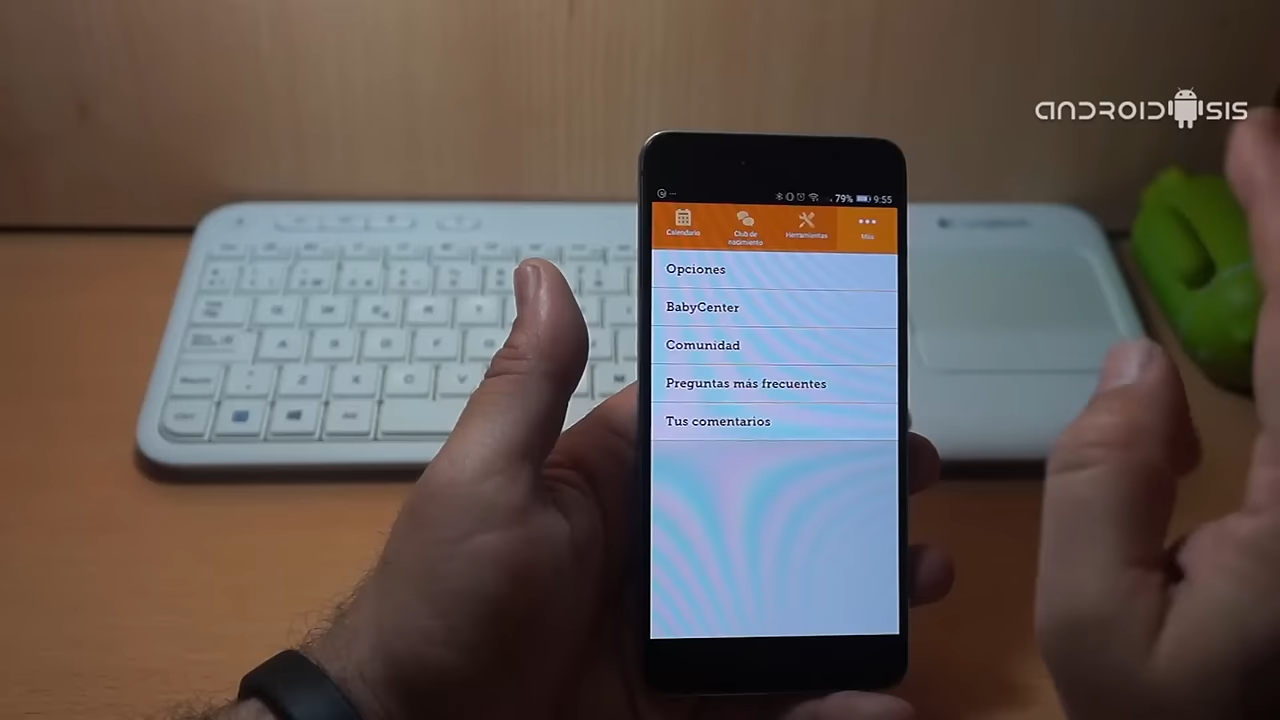 ANDROIDSIS
79% 9:55
Calendario
Club de
nacimiento
Herramientas
Más
Opciones
BabyCenter
Comunidad
Preguntas más frecuentes
Tus comentarios